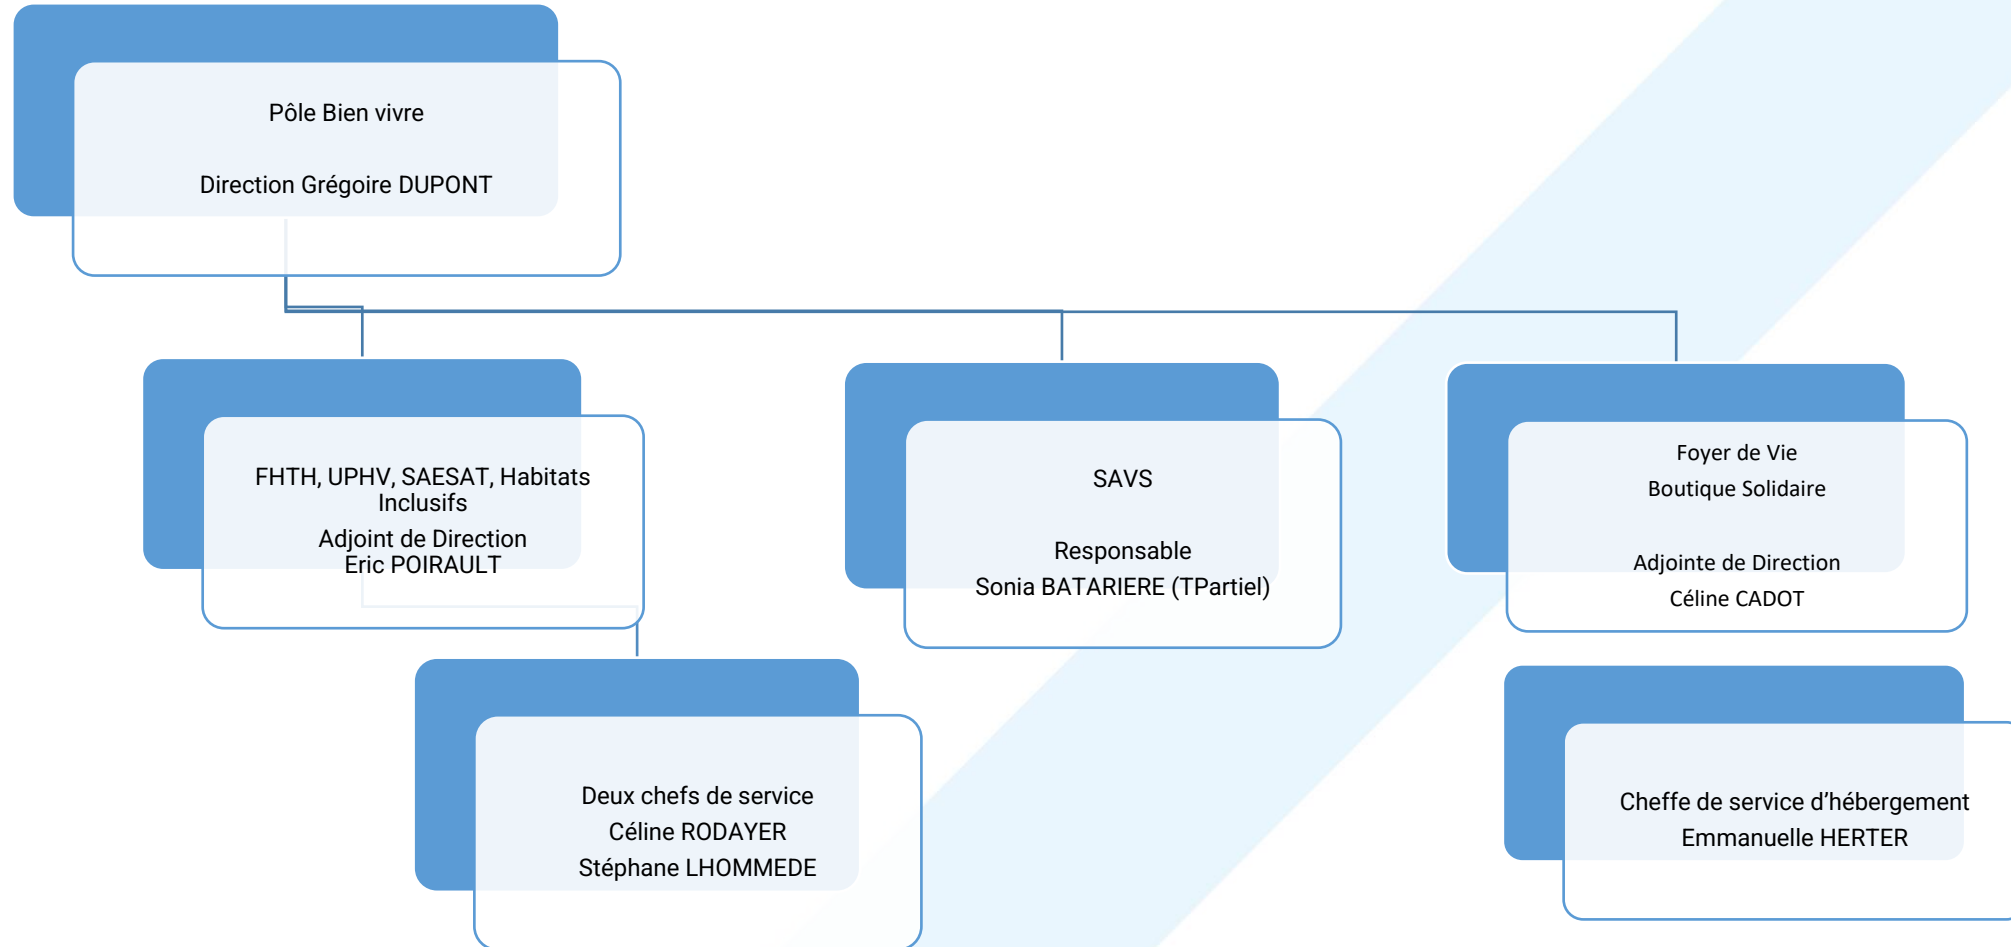 Pôle Bien vivre
Direction Grégoire DUPONT
FHTH, UPHV, SAESAT, Habitats
Inclusifs
Adjoint de Direction
Eric POIRAULT
SAVS
Responsable
Sonia BATARIERE (TPartiel)
Foyer de Vie
Boutique Solidaire
Adjointe de Direction
Céline CADOT
Deux chefs de service
Céline RODAYER
Stéphane LHOMMEDE
Cheffe de service d’hébergement
Emmanuelle HERTER